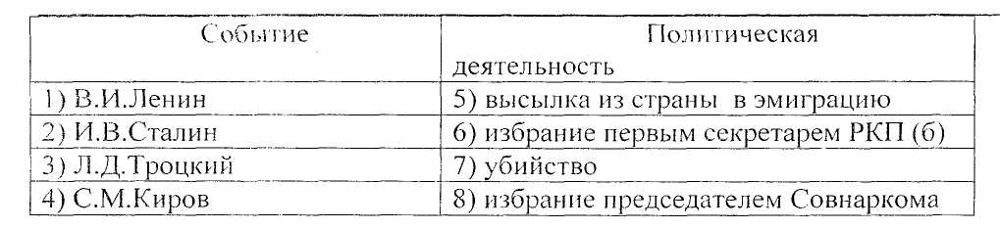 Событие
Политическая
деятельность
1) В.И.Ленин
5) высылка из страны в эмиграцию
2) И.В.Сталин
6) избрание первым секретарем РКП (б)
3) Л.Д.Троцкий
7) убийство
4) С.М.Киров
8) избрание председателем Совнаркома